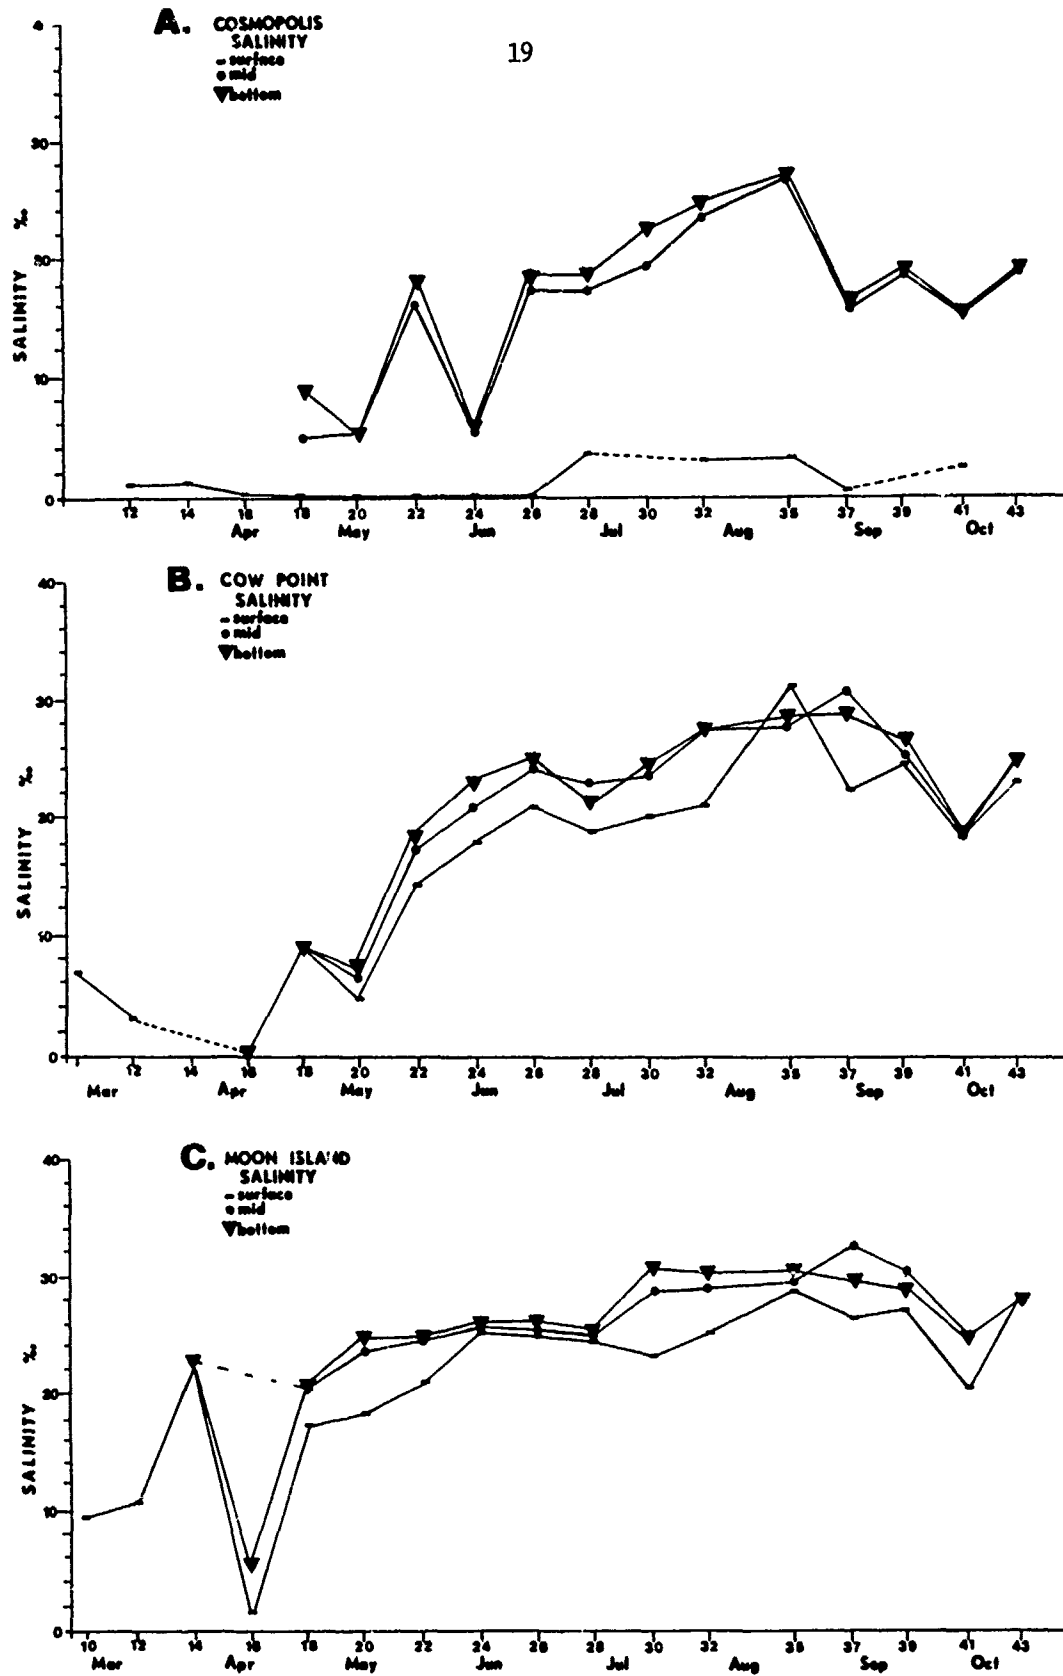 A. COSMOPOLIS
SALINITY
surface
mid
bottom
19
4
30
20
10
0
SALINITY ‰
12 14 16 18 20 22 24 26 28 30 32 35 37 39 41 43
Apr May Jun Jul Aug Sep Oct
B. COW POINT
SALINITY
surface
mid
bottom
40
30
20
10
0
SALINITY ‰
12 16 18 20 22 24 26 28 30 32 35 37 39 41 43
Mar Apr May Jun Jul Aug Sep Oct
C. MOON ISLAND
SALINITY
surface
mid
bottom
40
30
20
10
0
SALINITY ‰
10 12 14 16 18 20 22 24 26 28 30 32 35 37 39 41 43
Mar Apr May Jun Jul Aug Sep Oct